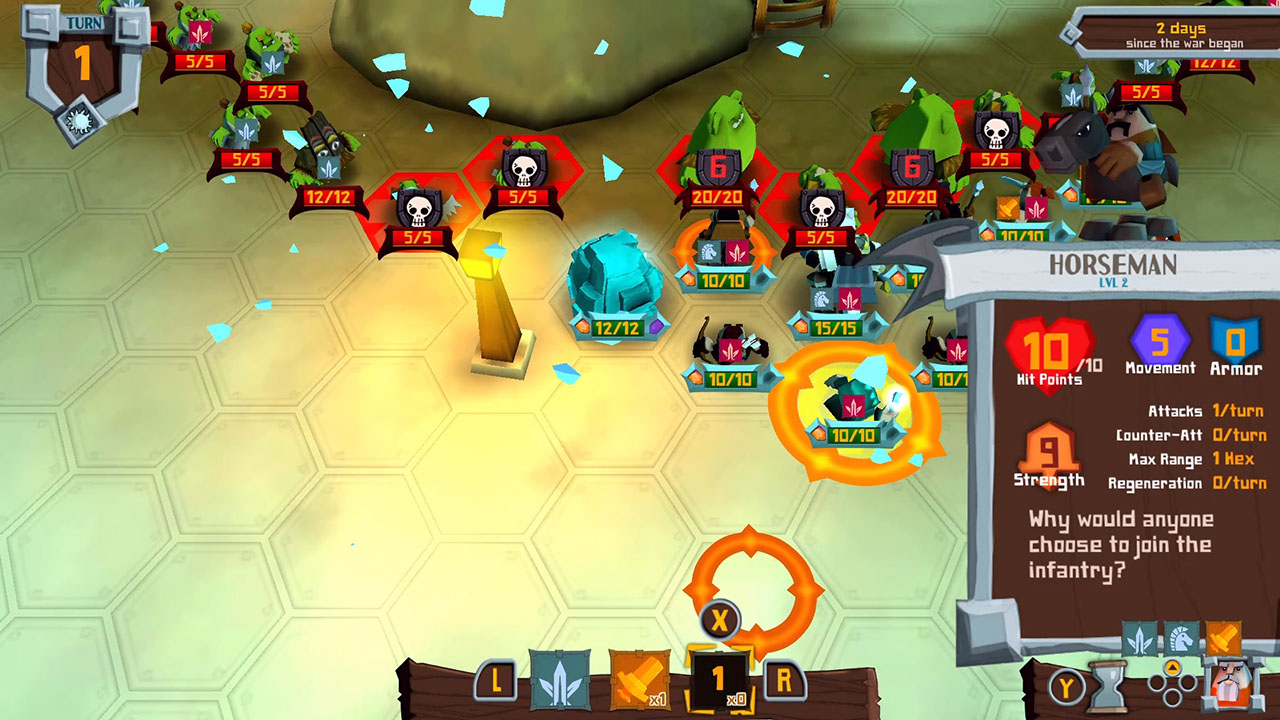 TURN
1
2 days
since the war began
5/5
12/12
5/5
5/5
5/5
12/12
5/5
5/5
6
20/20
6
20/20
5/5
5/5
10/10
10/10
12/12
15/15
10/10
10/10
HORSEMAN
LVL 2
10/10
Hit Points
5
Movement
0
Armor
9
Strength
Attacks 1/turn
Counter-Att 0/turn
Max Range 1 Hex
Regeneration 0/turn
Why would anyone
choose to join the
infantry?
X
L
x1
1
x0
R
Y